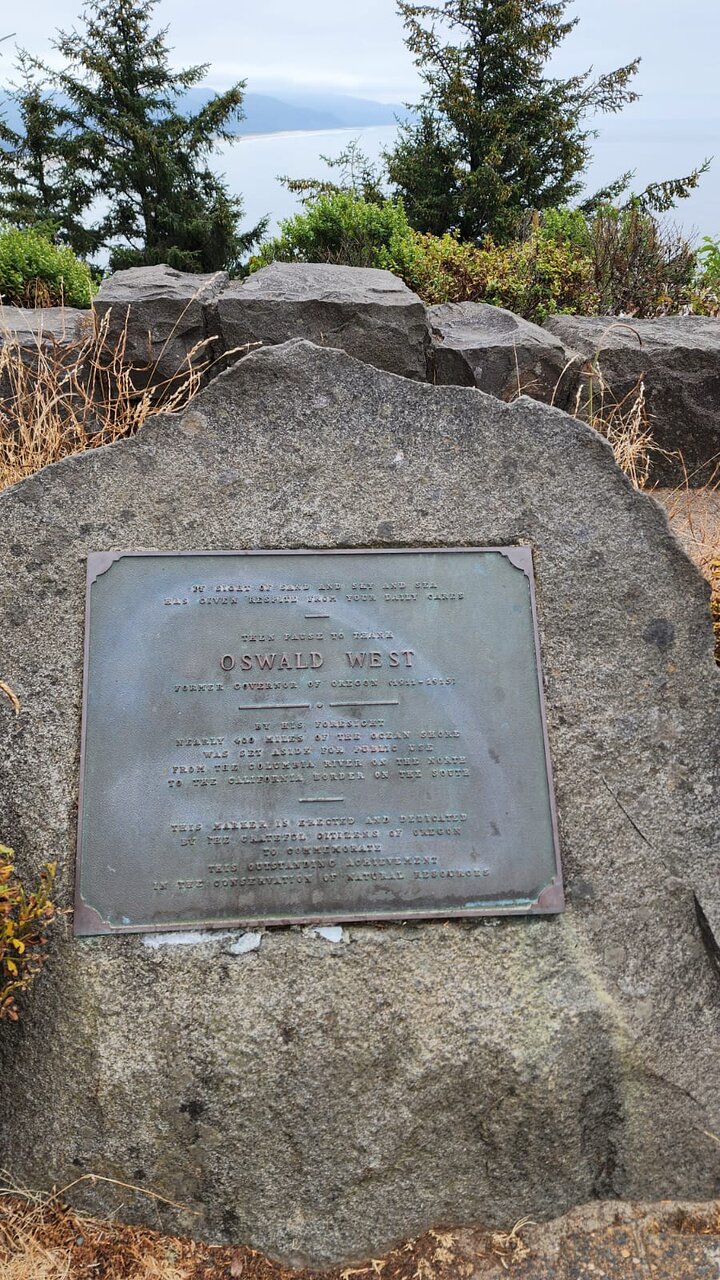 IF SIGHT OF SAND AND SKY AND SEA
HAS GIVEN RESPITE FROM YOUR DAILY CARES
THEN PAUSE TO THANK
OSWALD WEST
FORMER GOVERNOR OF OREGON (1911-1915)
BY HIS FORESIGHT
NEARLY 400 MILES OF THE OCEAN SHORE
WAS SET ASIDE FOR PUBLIC USE
FROM THE COLUMBIA RIVER ON THE NORTH
TO THE CALIFORNIA BORDER ON THE SOUTH
THIS MARKER IS ERECTED AND DEDICATED
BY THE GRATEFUL CITIZENS OF OREGON
TO COMMEMORATE
THIS OUTSTANDING ACHIEVEMENT
IN THE CONSERVATION OF NATURAL RESOURCES